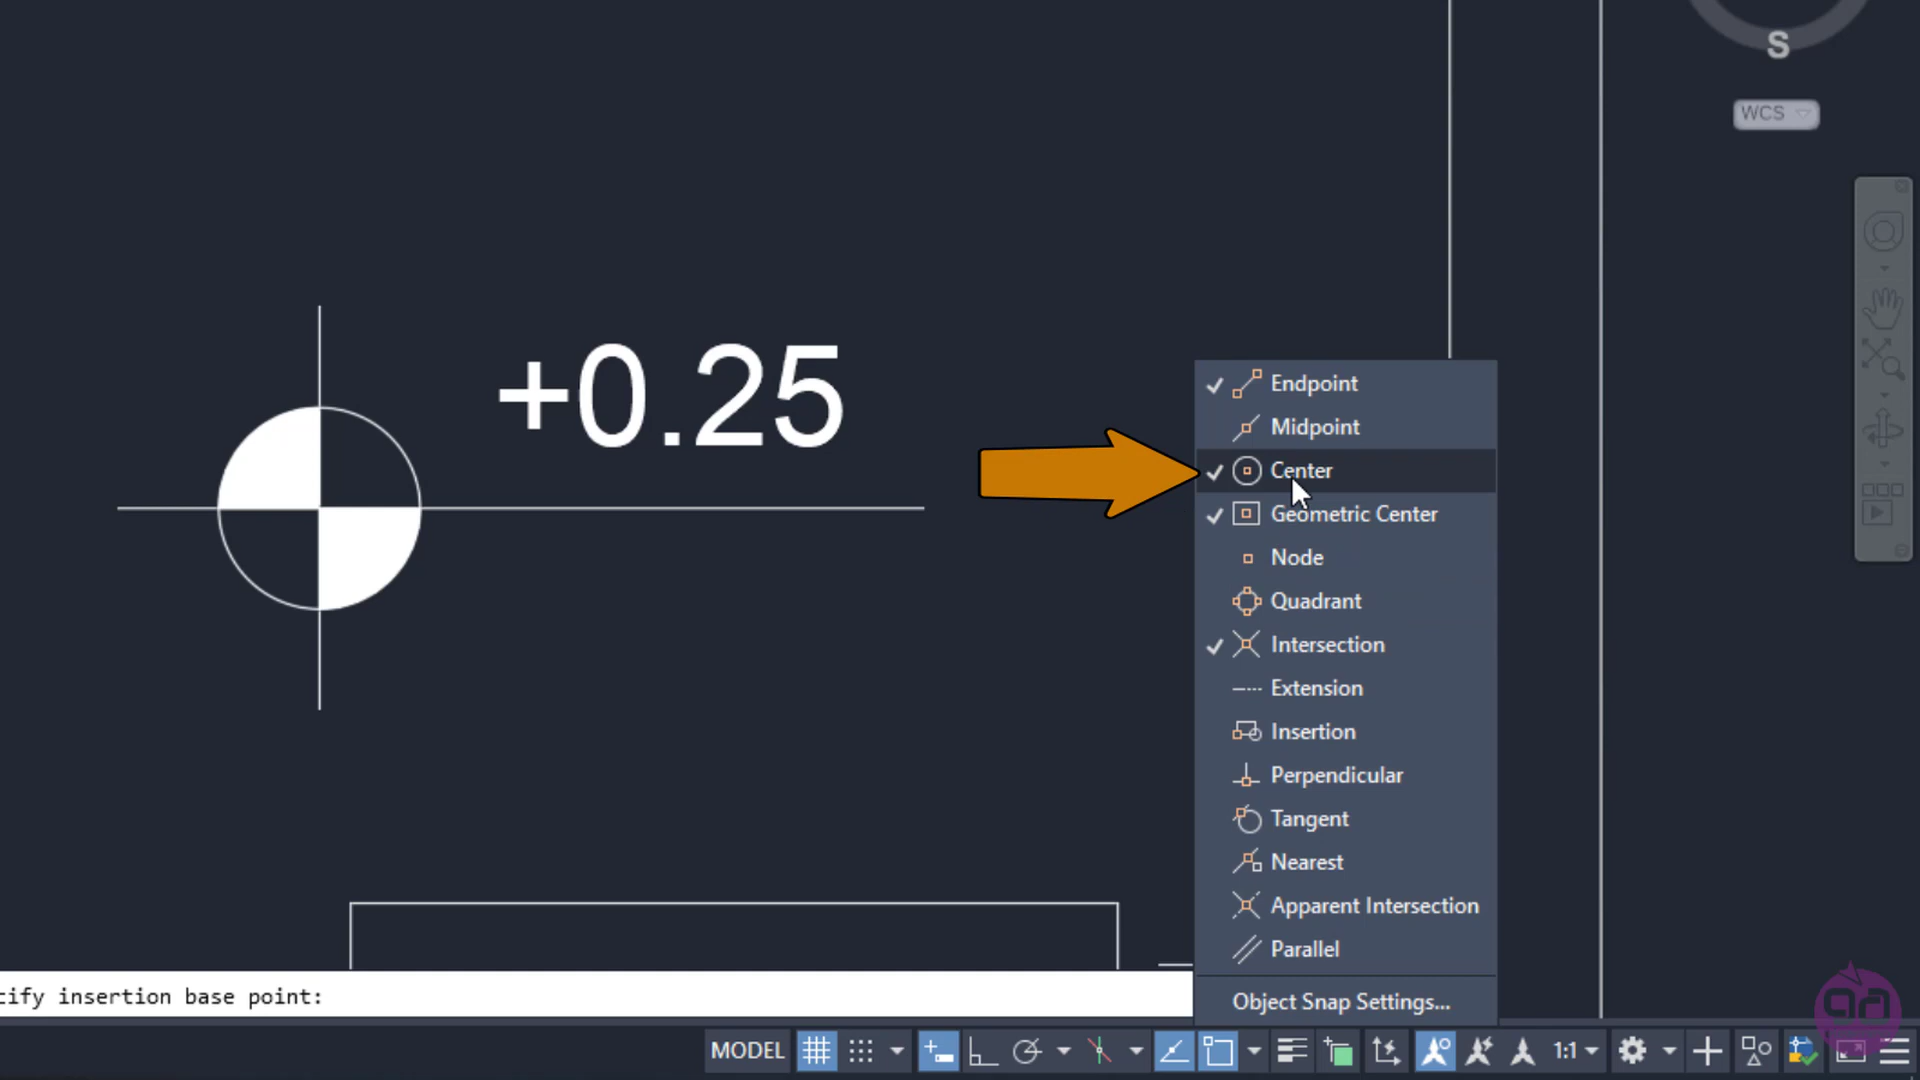 S
WCS
+0.25
Endpoint
Midpoint
Center
Geometric Center
Node
Quadrant
Intersection
Extension
Insertion
Perpendicular
Tangent
Nearest
Apparent Intersection
Parallel
Object Snap Settings...
cify insertion base point:
MODEL
1:1
ga